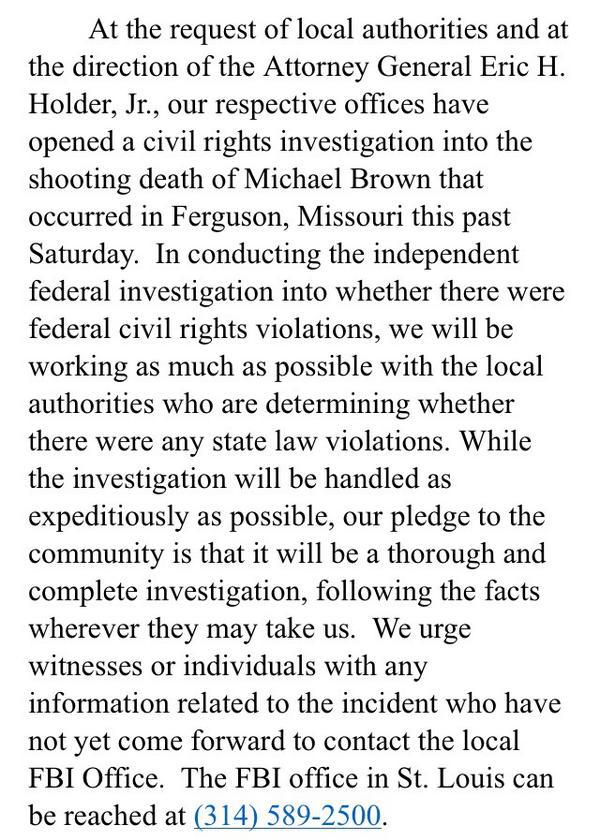 At the request of local authorities and at
the direction of the Attorney General Eric H.
Holder, Jr., our respective offices have
opened a civil rights investigation into the
shooting death of Michael Brown that
occurred in Ferguson, Missouri this past
Saturday.  In conducting the independent
federal investigation into whether there were
federal civil rights violations, we will be
working as much as possible with the local
authorities who are determining whether
there were any state law violations. While
the investigation will be handled as
expeditiously as possible, our pledge to the
community is that it will be a thorough and
complete investigation, following the facts
wherever they may take us.  We urge
witnesses or individuals with any
information related to the incident who have
not yet come forward to contact the local
FBI Office.  The FBI office in St. Louis can
be reached at (314) 589-2500.